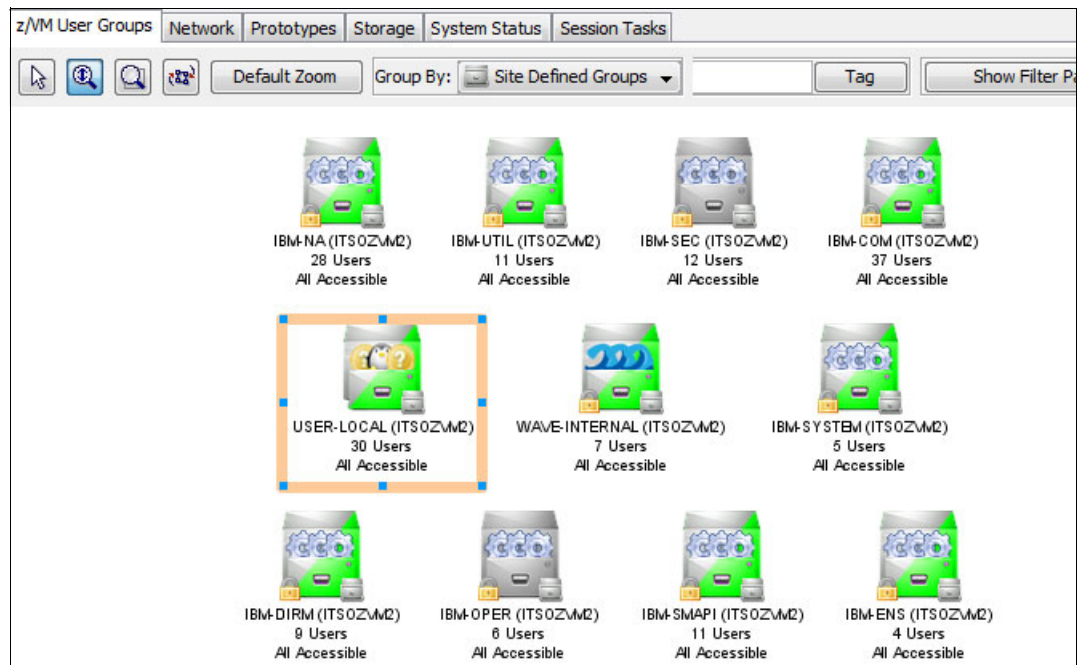 z/VM User Groups Network Prototypes Storage System Status Session Tasks
Default Zoom Group By: Site Defined Groups Tag Show Filter Pa
IBM-NA (ITSOZVM2) IBM-UTIL (ITSOZVM2) IBM-SEC (ITSOZVM2) IBM-COM (ITSOZVM2)
28 Users 11 Users 12 Users 37 Users
All Accessible All Accessible All Accessible All Accessible
USER-LOCAL (ITSOZVM2) WAVE-INTERNAL (ITSOZVM2) IBM-SYSTEM (ITSOZVM2)
30 Users 7 Users 5 Users
All Accessible All Accessible All Accessible
IBM-DIRM (ITSOZVM2) IBM-OPER (ITSOZVM2) IBM-SMAPI (ITSOZVM2) IBM-ENS (ITSOZVM2)
9 Users 6 Users 11 Users 4 Users
All Accessible All Accessible All Accessible All Accessible